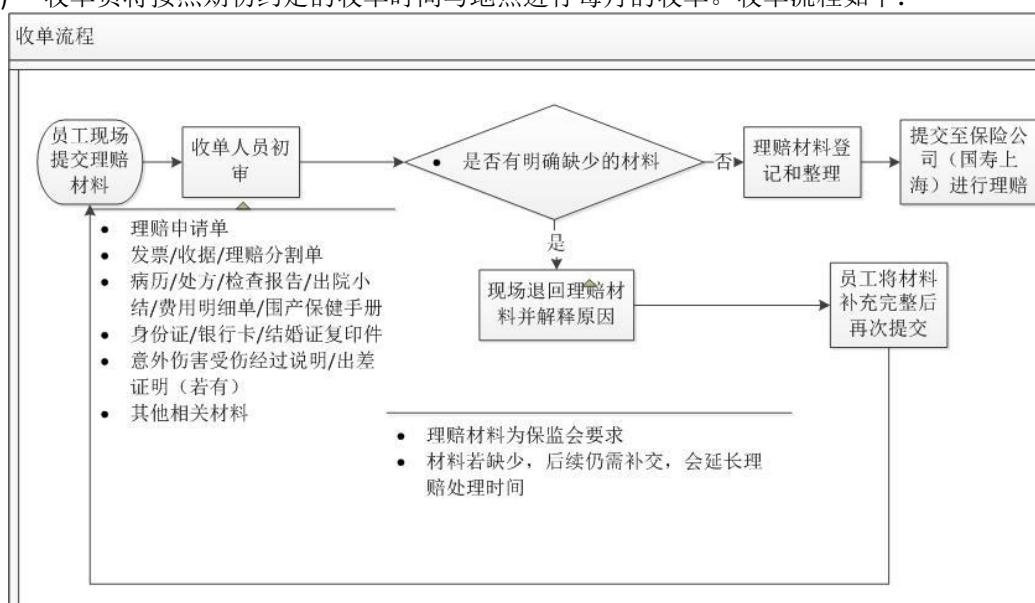 收单流程
员工现场
提交理赔
材料
收单人员初
审
• 是否有明确缺少的材料
否
理赔材料登
记和整理
提交至保险公
司（国寿上
海）进行理赔
• 理赔申请单
• 发票/收据/理赔分割单
• 病历/处方/检查报告/出院小
结/费用明细单/围产保健手册
• 身份证/银行卡/结婚证复印件
• 意外伤害受伤经过说明/出差
证明（若有）
• 其他相关材料
是
现场退回理赔材
料并解释原因
员工将材料
补充完整后
再次提交
• 理赔材料为保监会要求
• 材料若缺少，后续仍需补交，会延长理
赔处理时间